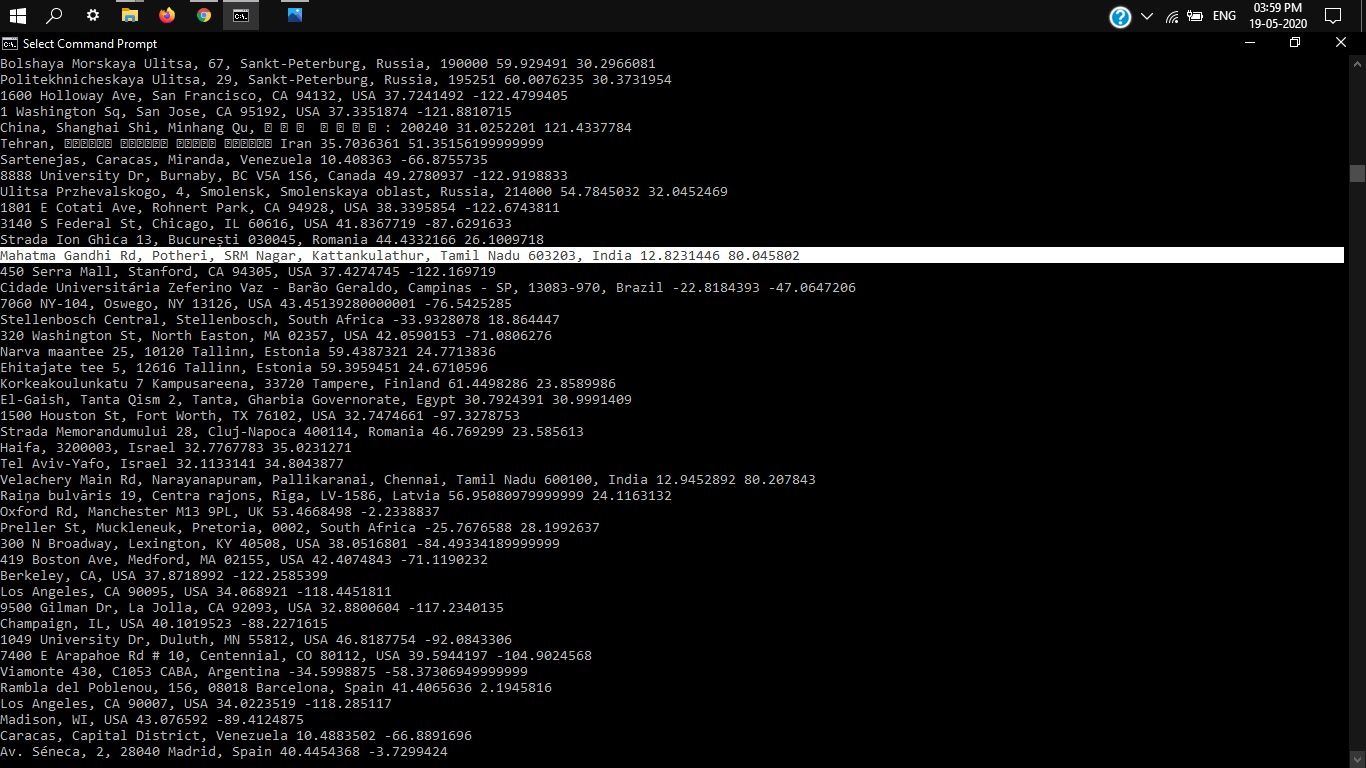 ENG
03:59 PM
19-05-2020
Select Command Prompt
Bolshaya Morskaya Ulitsa, 67, Sankt-Peterburg, Russia, 190000 59.929491 30.2966081
Politekhnicheskaya Ulitsa, 29, Sankt-Peterburg, Russia, 195251 60.0076235 30.3731954
1600 Holloway Ave, San Francisco, CA 94132, USA 37.7241492 -122.4799405
1 Washington Sq, San Jose, CA 95192, USA 37.3351874 -121.8810715
China, Shanghai Shi, Minhang Qu, : 200240 31.0252201 121.4337784
Tehran, Iran 35.7036361 51.35156199999999
Sartenejas, Caracas, Miranda, Venezuela 10.408363 -66.8755735
8888 University Dr, Burnaby, BC V5A 1S6, Canada 49.2780937 -122.9198833
Ulitsa Przhevalskogo, 4, Smolensk, Smolenskaya oblast, Russia, 214000 54.7845032 32.0452469
1801 E Cotati Ave, Rohnert Park, CA 94928, USA 38.3395854 -122.6743811
3140 S Federal St, Chicago, IL 60616, USA 41.8367719 -87.6291633
Strada Ion Ghica 13, București 030045, Romania 44.4332166 26.1009718
Mahatma Gandhi Rd, Potheri, SRM Nagar, Kattankulathur, Tamil Nadu 603203, India 12.8231446 80.045802
450 Serra Mall, Stanford, CA 94305, USA 37.4274745 -122.169719
Cidade Universitária Zeferino Vaz - Barão Geraldo, Campinas - SP, 13083-970, Brazil -22.8184393 -47.0647206
7060 NY-104, Oswego, NY 13126, USA 43.45139280000001 -76.5425285
Stellenbosch Central, Stellenbosch, South Africa -33.9328078 18.864447
320 Washington St, North Easton, MA 02357, USA 42.0590153 -71.0806276
Narva maantee 25, 10120 Tallinn, Estonia 59.4387321 24.7713836
Ehitajate tee 5, 12616 Tallinn, Estonia 59.3959451 24.6710596
Korkeakoulunkatu 7 Kampusareena, 33720 Tampere, Finland 61.4498286 23.8589986
El-Gaish, Tanta Qism 2, Tanta, Gharbia Governorate, Egypt 30.7924391 30.9991409
1500 Houston St, Fort Worth, TX 76102, USA 32.7474661 -97.3278753
Strada Memorandumului 28, Cluj-Napoca 400114, Romania 46.769299 23.585613
Haifa, 3200003, Israel 32.7767783 35.0231271
Tel Aviv-Yafo, Israel 32.1133141 34.8043877
Velachery Main Rd, Narayanapuram, Pallikaranai, Chennai, Tamil Nadu 600100, India 12.9452892 80.207843
Raiņa bulvāris 19, Centra rajons, Rīga, LV-1586, Latvia 56.95080979999999 24.1163132
Oxford Rd, Manchester M13 9PL, UK 53.4668498 -2.2338837
Preller St, Muckleneuk, Pretoria, 0002, South Africa -25.7676588 28.1992637
300 N Broadway, Lexington, KY 40508, USA 38.0516801 -84.49334189999999
419 Boston Ave, Medford, MA 02155, USA 42.4074843 -71.1190232
Berkeley, CA, USA 37.8718992 -122.2585399
Los Angeles, CA 90095, USA 34.068921 -118.4451811
9500 Gilman Dr, La Jolla, CA 92093, USA 32.8800604 -117.2340135
Champaign, IL, USA 40.1019523 -88.2271615
1049 University Dr, Duluth, MN 55812, USA 46.8187754 -92.0843306
7400 E Arapahoe Rd # 10, Centennial, CO 80112, USA 39.5944197 -104.9024568
Viamonte 430, C1053 CABA, Argentina -34.5998875 -58.37306949999999
Rambla del Poblenou, 156, 08018 Barcelona, Spain 41.4065636 2.1945816
Los Angeles, CA 90007, USA 34.0223519 -118.285117
Madison, WI, USA 43.076592 -89.4124875
Caracas, Capital District, Venezuela 10.4883502 -66.8891696
Av. Séneca, 2, 28040 Madrid, Spain 40.4454368 -3.7299424